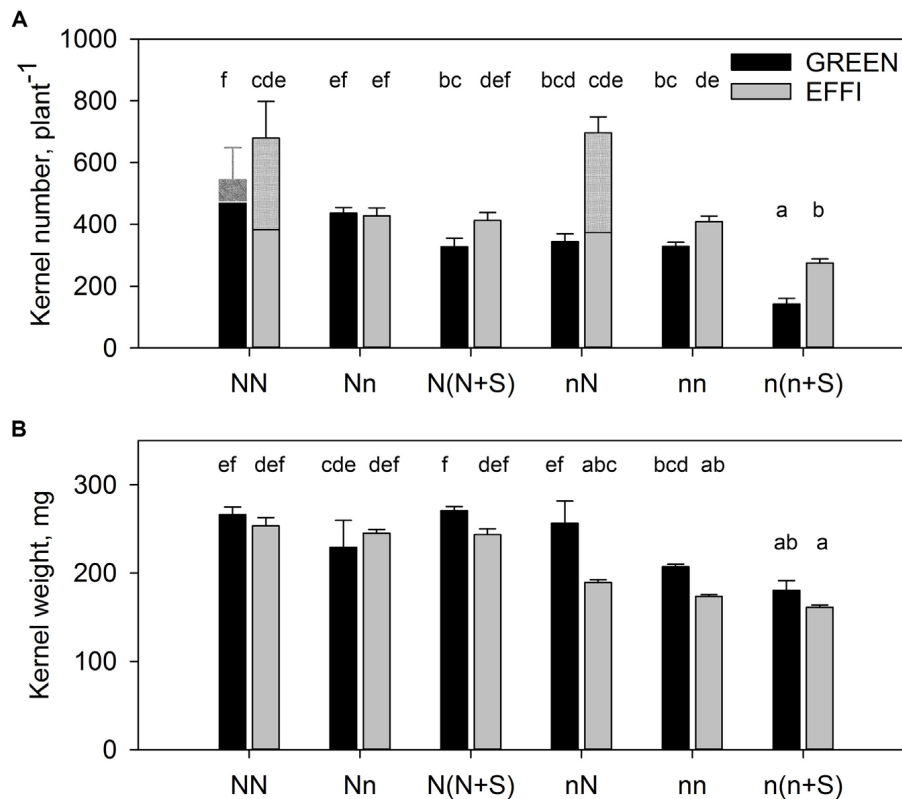 A
Kernel number, plant⁻¹
1000
800
600
400
200
0
f cde ef ef bc def bcd cde bc de
a b
GREEN
EFFI
NN Nn N(N+S) nN nn n(n+S)
B
Kernel weight, mg
300
200
100
0
ef def cde def f def ef abc bcd ab
ab a
NN Nn N(N+S) nN nn n(n+S)